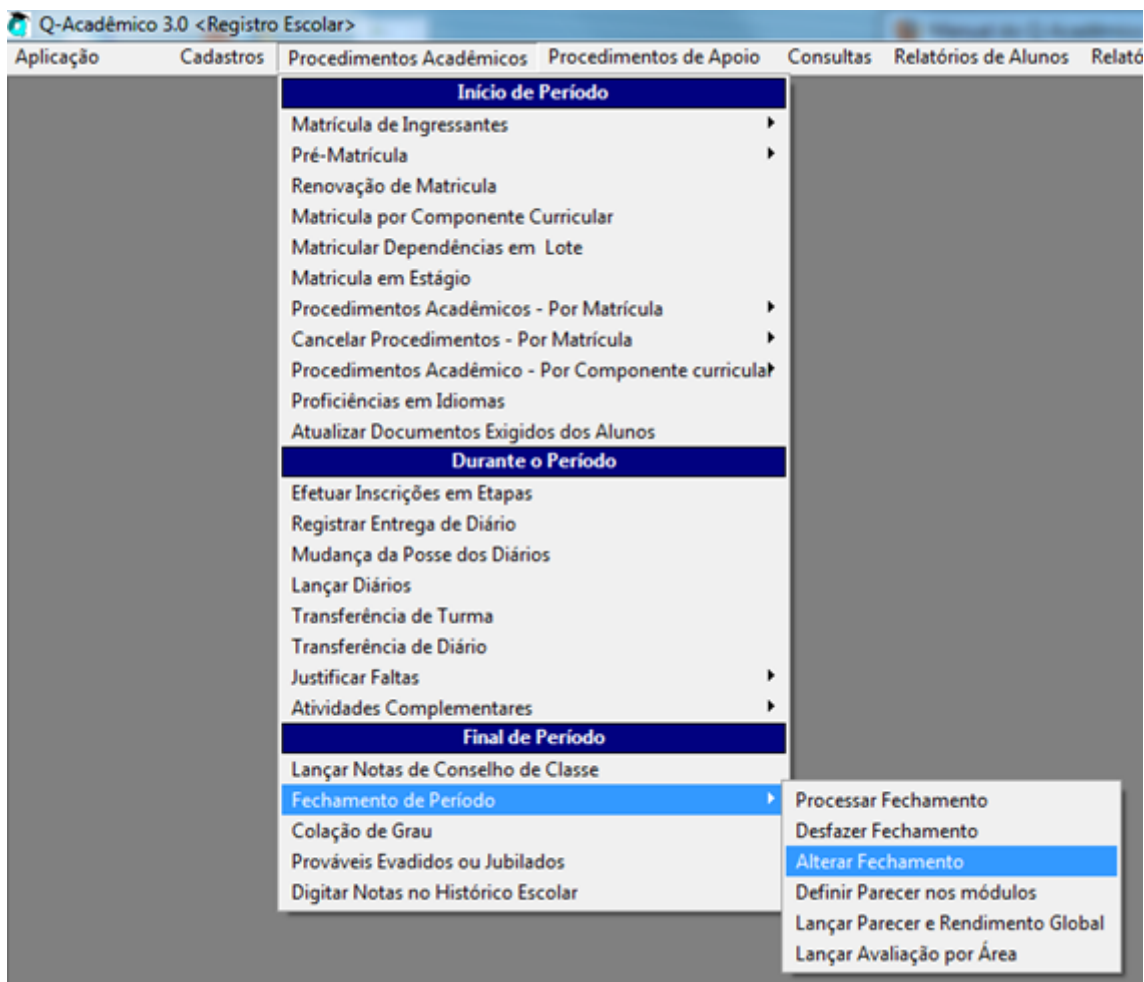 Q-Acadêmico 3.0 <Registro Escolar>
Aplicação Cadastros Procedimentos Acadêmicos Procedimentos de Apoio Consultas Relatórios de Alunos Relató
Início de Período
Matrícula de Ingressantes
Pré-Matrícula
Renovação de Matricula
Matricula por Componente Curricular
Matricular Dependências em Lote
Matricula em Estágio
Procedimentos Acadêmicos - Por Matrícula
Cancelar Procedimentos - Por Matrícula
Procedimentos Acadêmico - Por Componente curricular
Proficiências em Idiomas
Atualizar Documentos Exigidos dos Alunos
Durante o Período
Efetuar Inscrições em Etapas
Registrar Entrega de Diário
Mudança da Posse dos Diários
Lançar Diários
Transferência de Turma
Transferência de Diário
Justificar Faltas
Atividades Complementares
Final de Período
Lançar Notas de Conselho de Classe
Fechamento de Período
Colação de Grau
Prováveis Evadidos ou Jubilados
Digitar Notas no Histórico Escolar
Processar Fechamento
Desfazer Fechamento
Alterar Fechamento
Definir Parecer nos módulos
Lançar Parecer e Rendimento Global
Lançar Avaliação por Área